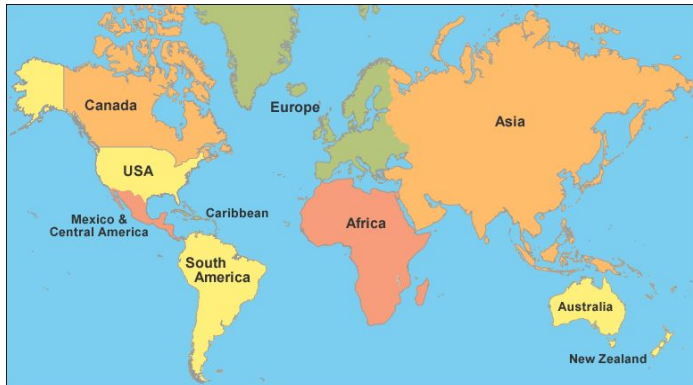 Canada
Europe
Asia
USA
Caribbean
Mexico &
Central America
Africa
South
America
Australia
New Zealand